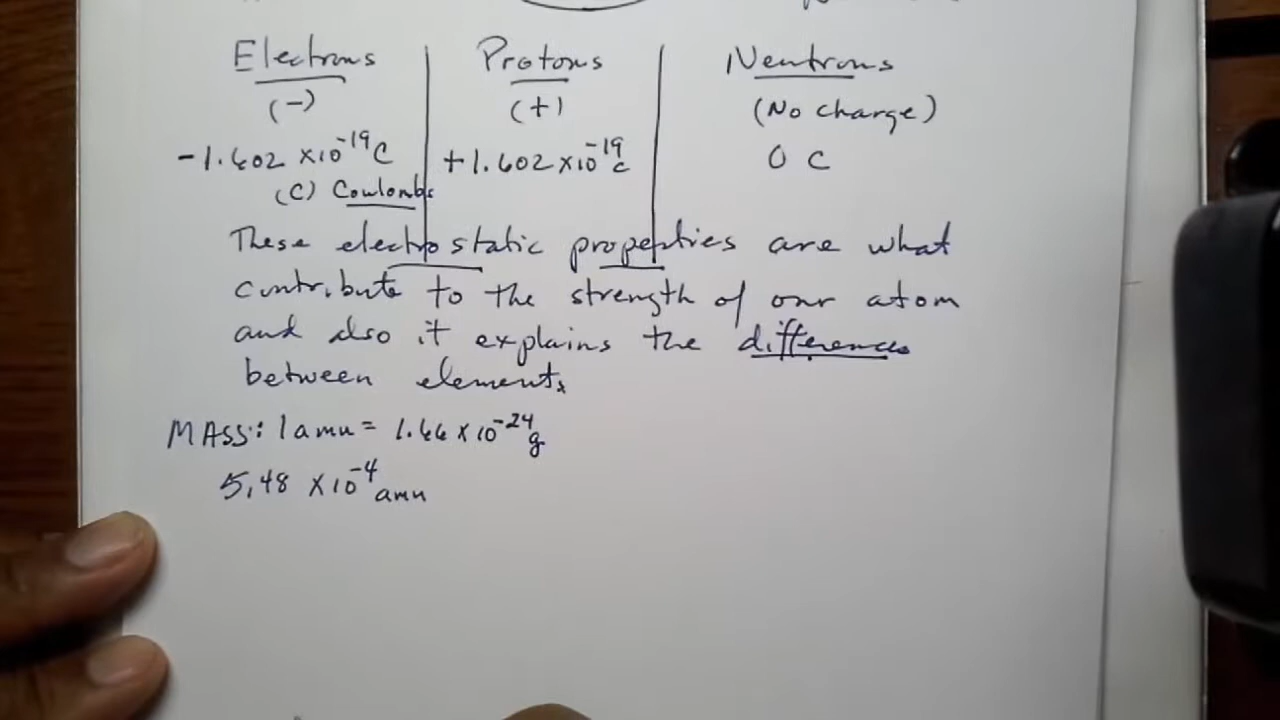 Electrons Protons Neutrons
(-) (+) (No charge)
-1.602 x10⁻¹⁹C +1.602 x10⁻¹⁹c 0 C
(C) Coulombs
These electrostatic properties are what
contribute to the strength of our atom
and also it explains the differences
between elements
MASS: 1 amu = 1.66 x 10⁻²⁴g
5,48 x10⁻⁴ amu